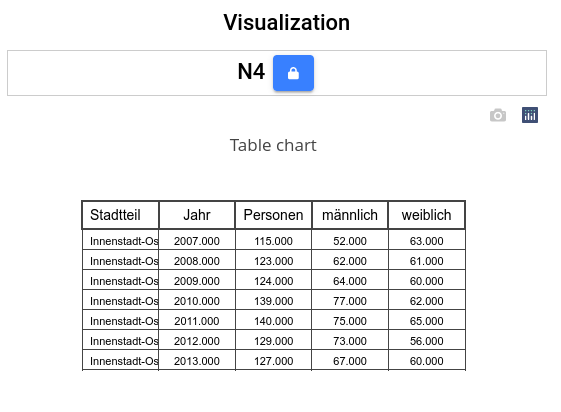 Visualization
N4
Table chart
Stadtteil Jahr Personen männlich weiblich
Innenstadt-Os 2007.000 115.000 52.000 63.000
Innenstadt-Os 2008.000 123.000 62.000 61.000
Innenstadt-Os 2009.000 124.000 64.000 60.000
Innenstadt-Os 2010.000 139.000 77.000 62.000
Innenstadt-Os 2011.000 140.000 75.000 65.000
Innenstadt-Os 2012.000 129.000 73.000 56.000
Innenstadt-Os 2013.000 127.000 67.000 60.000